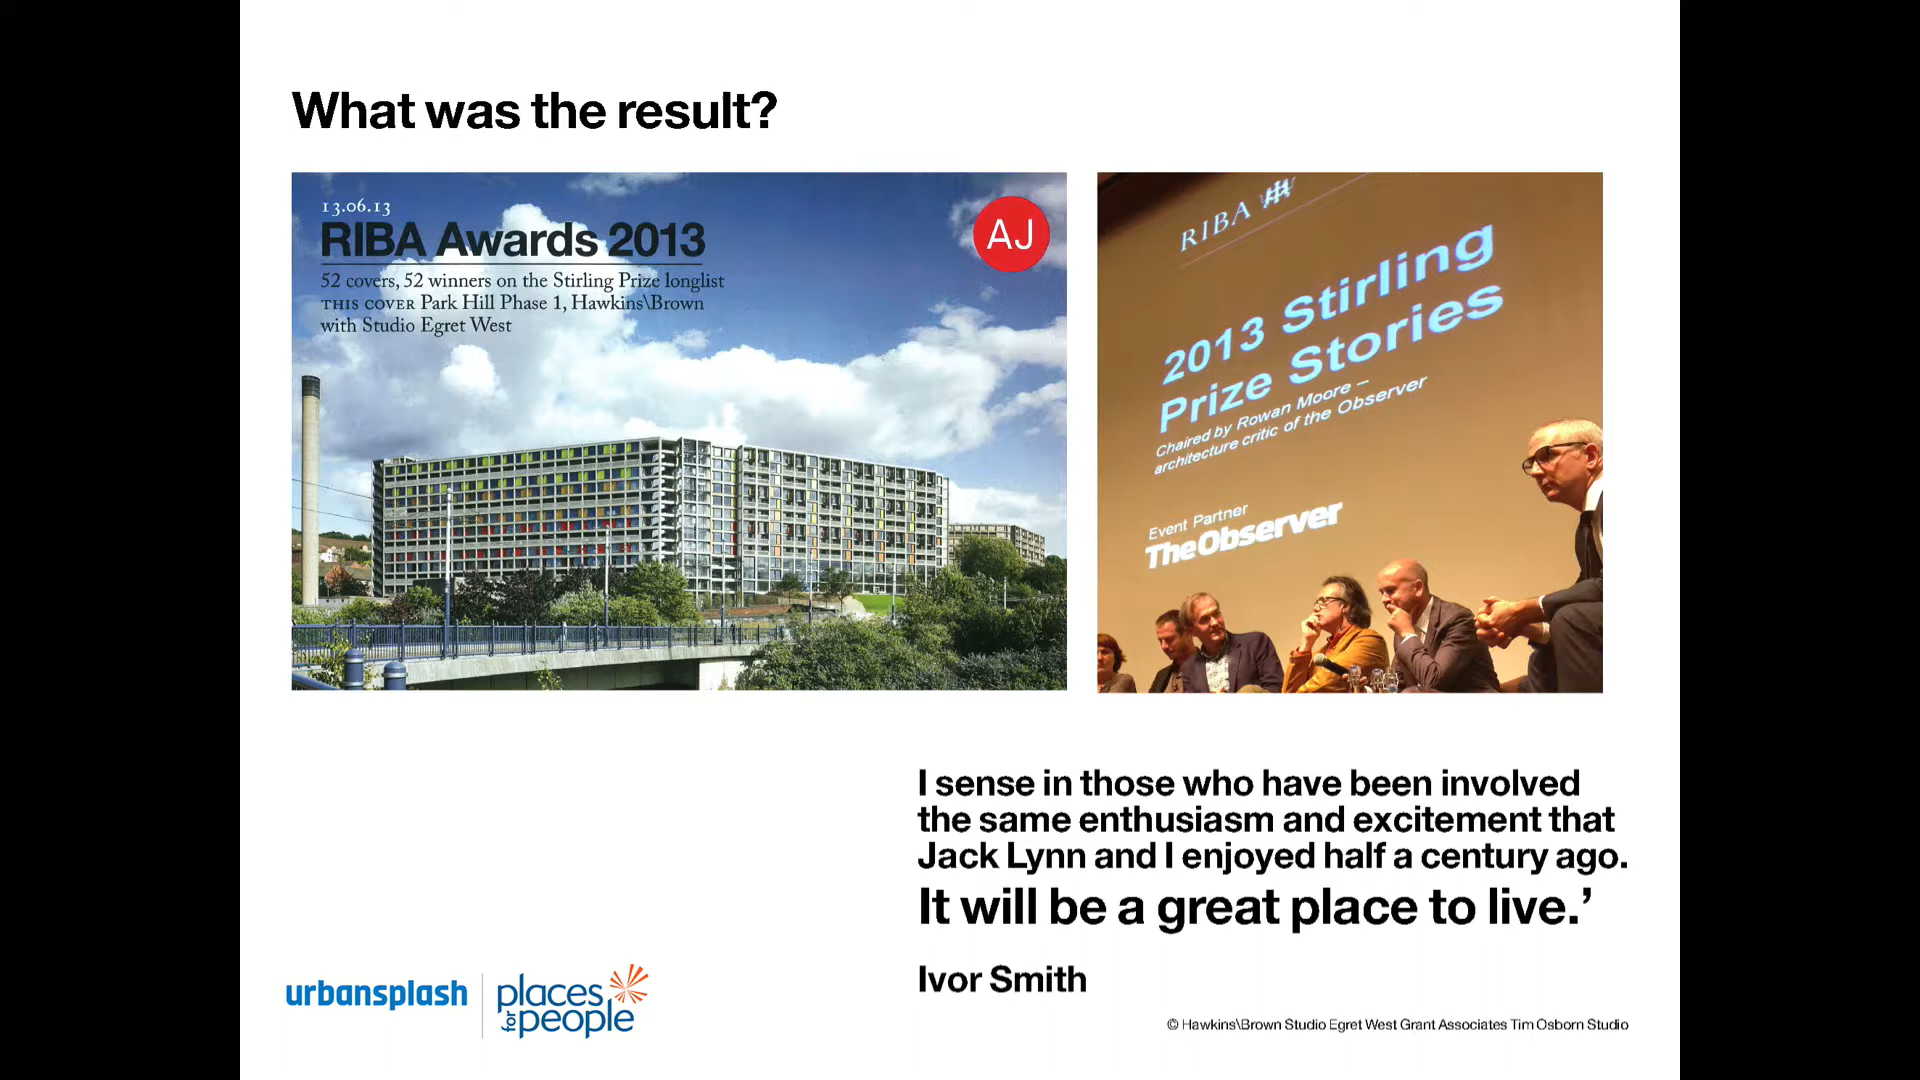 What was the result?
13.06.13
RIBA Awards 2013
52 covers, 52 winners on the Stirling Prize longlist
THIS COVER Park Hill Phase 1, Hawkins\Brown
with Studio Egret West
AJ
RIBA
2013 Stirling
Prize Stories
Chaired by Rowan Moore –
architecture critic of the Observer
Event Partner
TheObserver
I sense in those who have been involved
the same enthusiasm and excitement that
Jack Lynn and I enjoyed half a century ago.
It will be a great place to live.’
Ivor Smith
urbansplash
places
for people
© Hawkins\Brown Studio Egret West Grant Associates Tim Osborn Studio